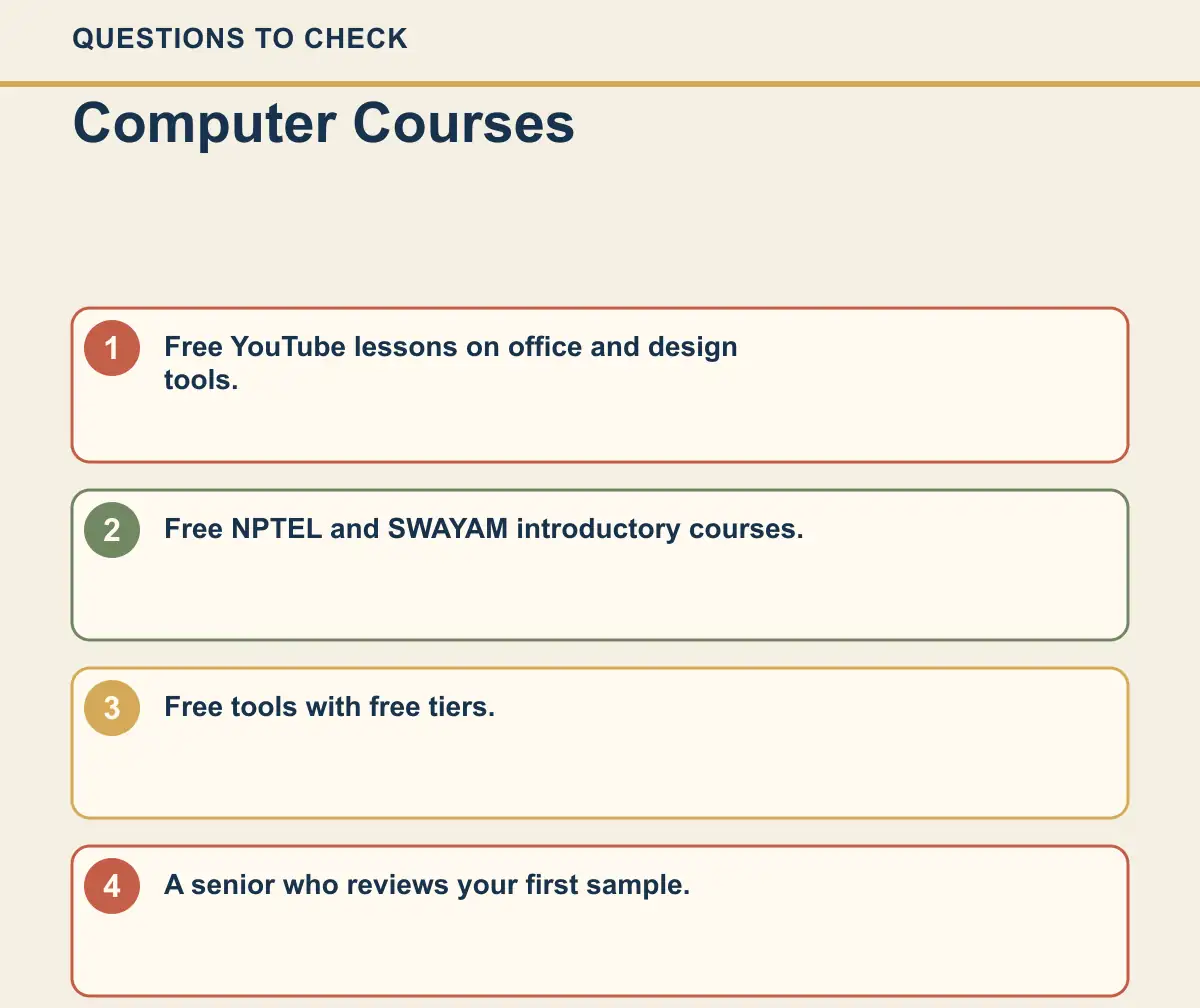 QUESTIONS TO CHECK
Computer Courses
1
Free YouTube lessons on office and design
tools.
2
Free NPTEL and SWAYAM introductory courses.
3
Free tools with free tiers.
4
A senior who reviews your first sample.